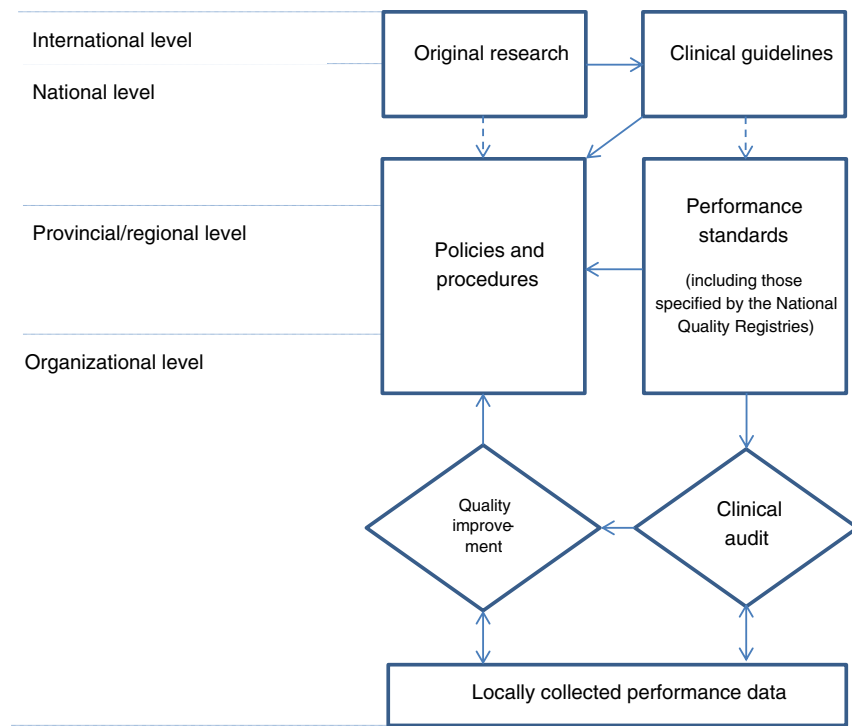 International level
Original research
Clinical guidelines
National level
Provincial/regional level
Policies and
procedures
Performance
standards
(including those
specified by the National
Quality Registries)
Organizational level
Quality
improve-
ment
Clinical
audit
Locally collected performance data